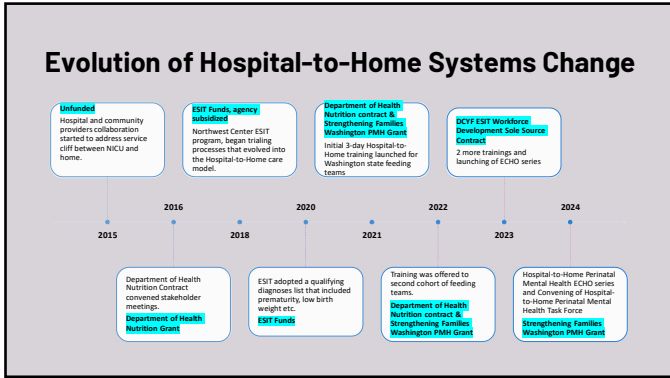 Evolution of Hospital-to-Home Systems Change
Unfunded
Hospital and community
providers collaboration
started to address service
cliff between NICU and
home.
ESIT Funds, agency
subsidized
Northwest Center ESIT
program, began trialing
processes that evolved into
the Hospital-to-Home care
model.
Department of Health
Nutrition contract &
Strengthening Families
Washington PMH Grant
Initial 3-day Hospital-to-
Home training launched for
Washington state feeding
teams
DCYF ESIT Workforce
Development Sole Source
Contract
2 more trainings and
launching of ECHO series
2016
2020
2022
2024
2015
2018
2021
2023
Department of Health
Nutrition Contract
convened stakeholder
meetings.
Department of Health
Nutrition Grant
ESIT adopted a qualifying
diagnoses list that included
prematurity, low birth
weight etc.
ESIT Funds
Training was offered to
second cohort of feeding
teams.
Department of Health
Nutrition contract &
Strengthening Families
Washington PMH Grant
Hospital-to-Home Perinatal
Mental Health ECHO series
and Convening of Hospital-
to-Home Perinatal Mental
Health Task Force
Strengthening Families
Washington PMH Grant